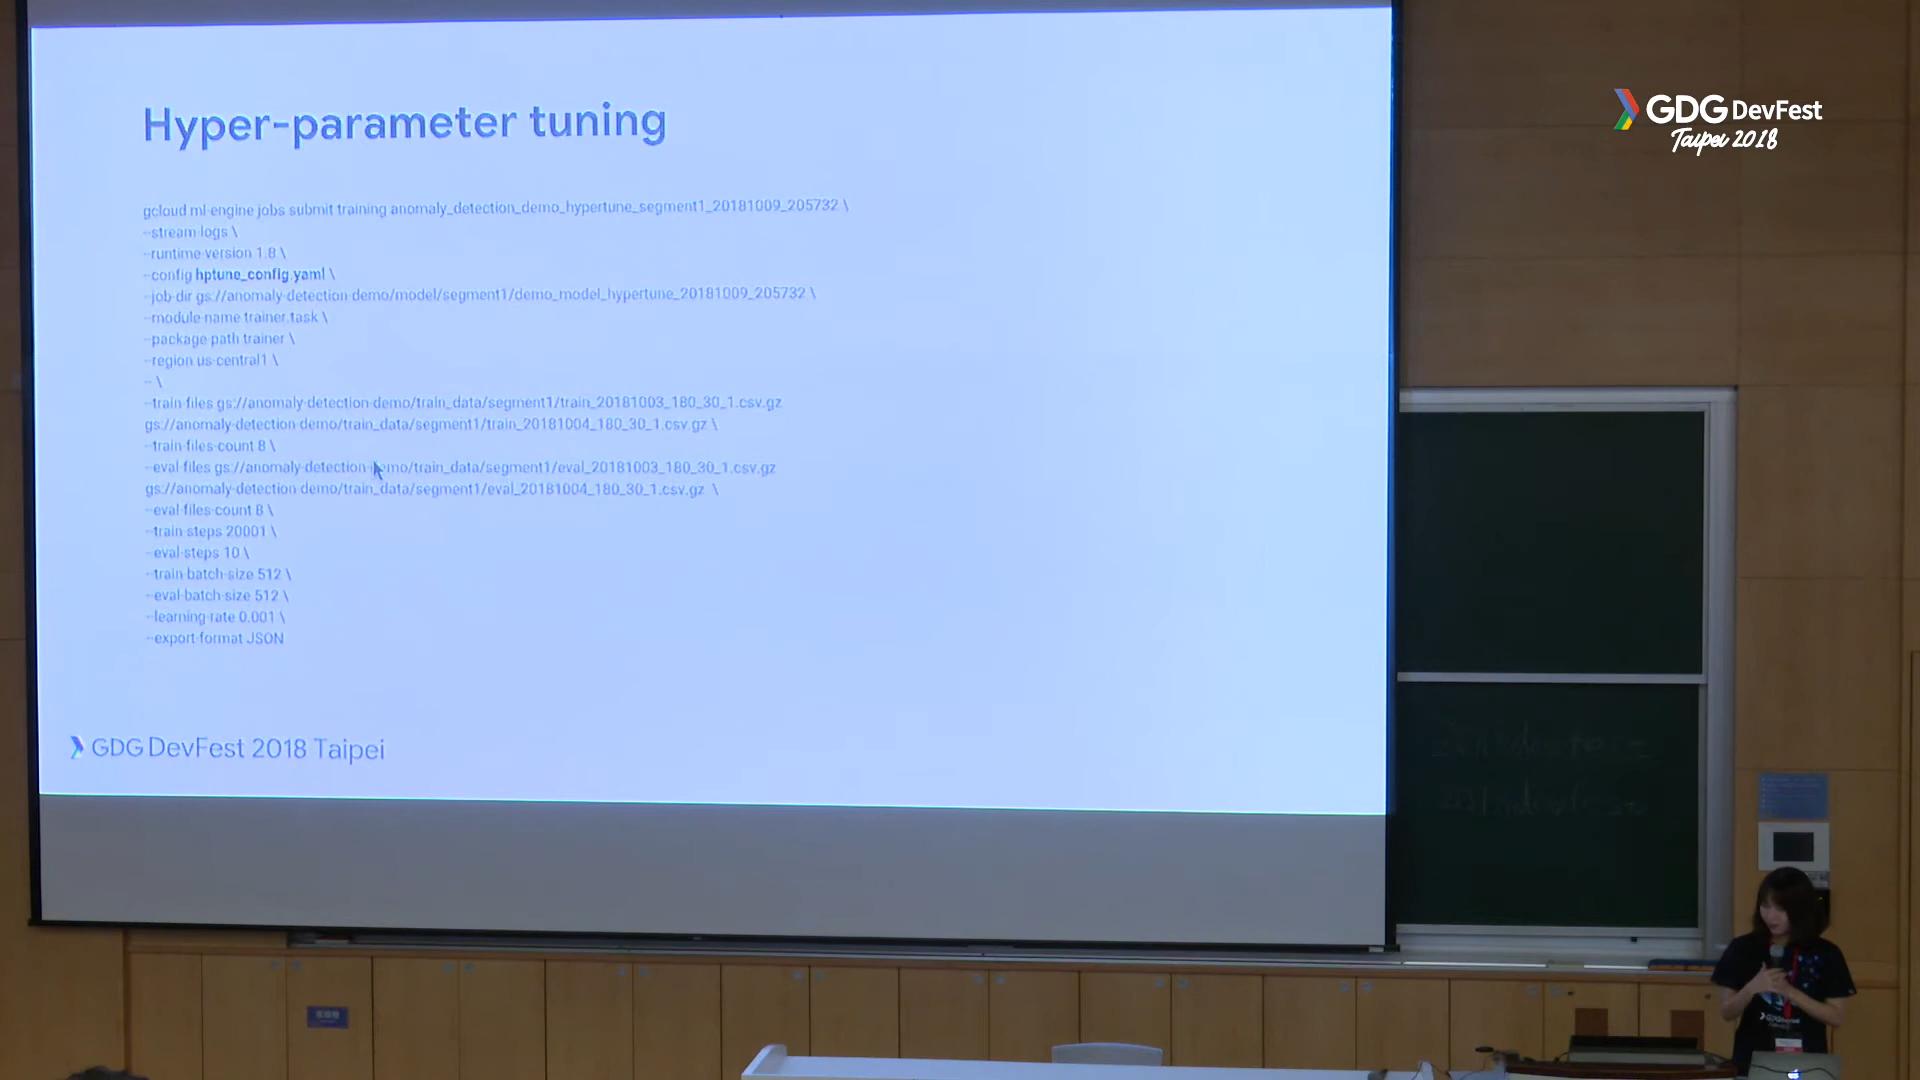 Hyper-parameter tuning
gcloud ml-engine jobs submit training anomaly_detection_demo_hypertune_segment1_20181009_205732 \
--stream-logs \
--runtime-version 1.8 \
--config hptune_config.yaml \
--job-dir gs://anomaly-detection-demo/model/segment1/demo_model_hypertune_20181009_205732 \
--module-name trainer.task \
--package-path trainer \
--region us-central1 \
-- \
--train-files gs://anomaly-detection-demo/train_data/segment1/train_20181003_180_30_1.csv.gz
gs://anomaly-detection-demo/train_data/segment1/train_20181004_180_30_1.csv.gz \
--train-files-count 8 \
--eval-files gs://anomaly-detection-demo/train_data/segment1/eval_20181003_180_30_1.csv.gz
gs://anomaly-detection-demo/train_data/segment1/eval_20181004_180_30_1.csv.gz \
--eval-files-count 8 \
--train-steps 20001 \
--eval-steps 10 \
--train-batch-size 512 \
--eval-batch-size 512 \
--learning-rate 0.001 \
--export-format JSON
GDG DevFest 2018 Taipei
GDG DevFest
Taipei 2018